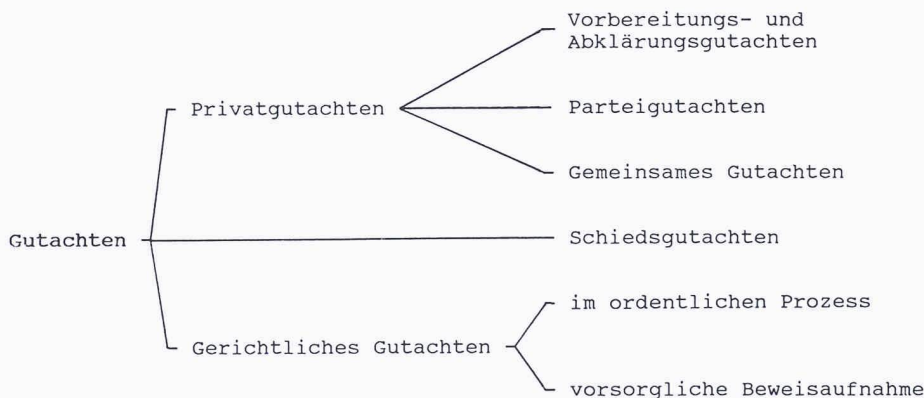 Vorbereitungs- und
Abklärungsgutachten
Privatgutachten
Parteigutachten
Gemeinsames Gutachten
Gutachten
Schiedsgutachten
im ordentlichen Prozess
Gerichtliches Gutachten
vorsorgliche Beweisaufnahme